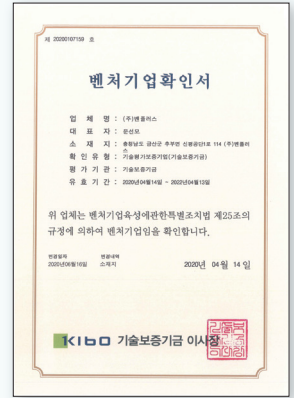 제 20200107159 호
벤처기업확인서
업 체 명 : (주)벤플러스
대 표 자 : 문선모
소 재 지 : 충청남도 금산군 추부면 신평공단1로 114 (주)벤플러
스
확 인 유 형 : 기술평가보증기업(기술보증기금)
평 가 기 관 : 기술보증기금
유 효 기 간 : 2020년04월14일 ~ 2022년04월13일
위 업체는 벤처기업육성에관한특별조치법 제25조의
규정에 의하여 벤처기업임을 확인합니다.
변경일자 변경내역
2020년06월16일 소재지
2020년 04월 14일
KIBO 기술보증기금 이사장